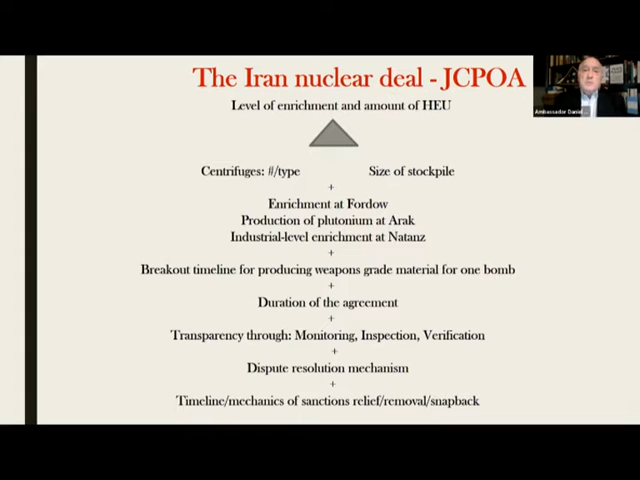 The Iran nuclear deal - JCPOA
Ambassador Daniel
Level of enrichment and amount of HEU
Centrifuges: #/type Size of stockpile
+
Enrichment at Fordow
Production of plutonium at Arak
Industrial-level enrichment at Natanz
+
Breakout timeline for producing weapons grade material for one bomb
+
Duration of the agreement
+
Transparency through: Monitoring, Inspection, Verification
+
Dispute resolution mechanism
+
Timeline/mechanics of sanctions relief/removal/snapback